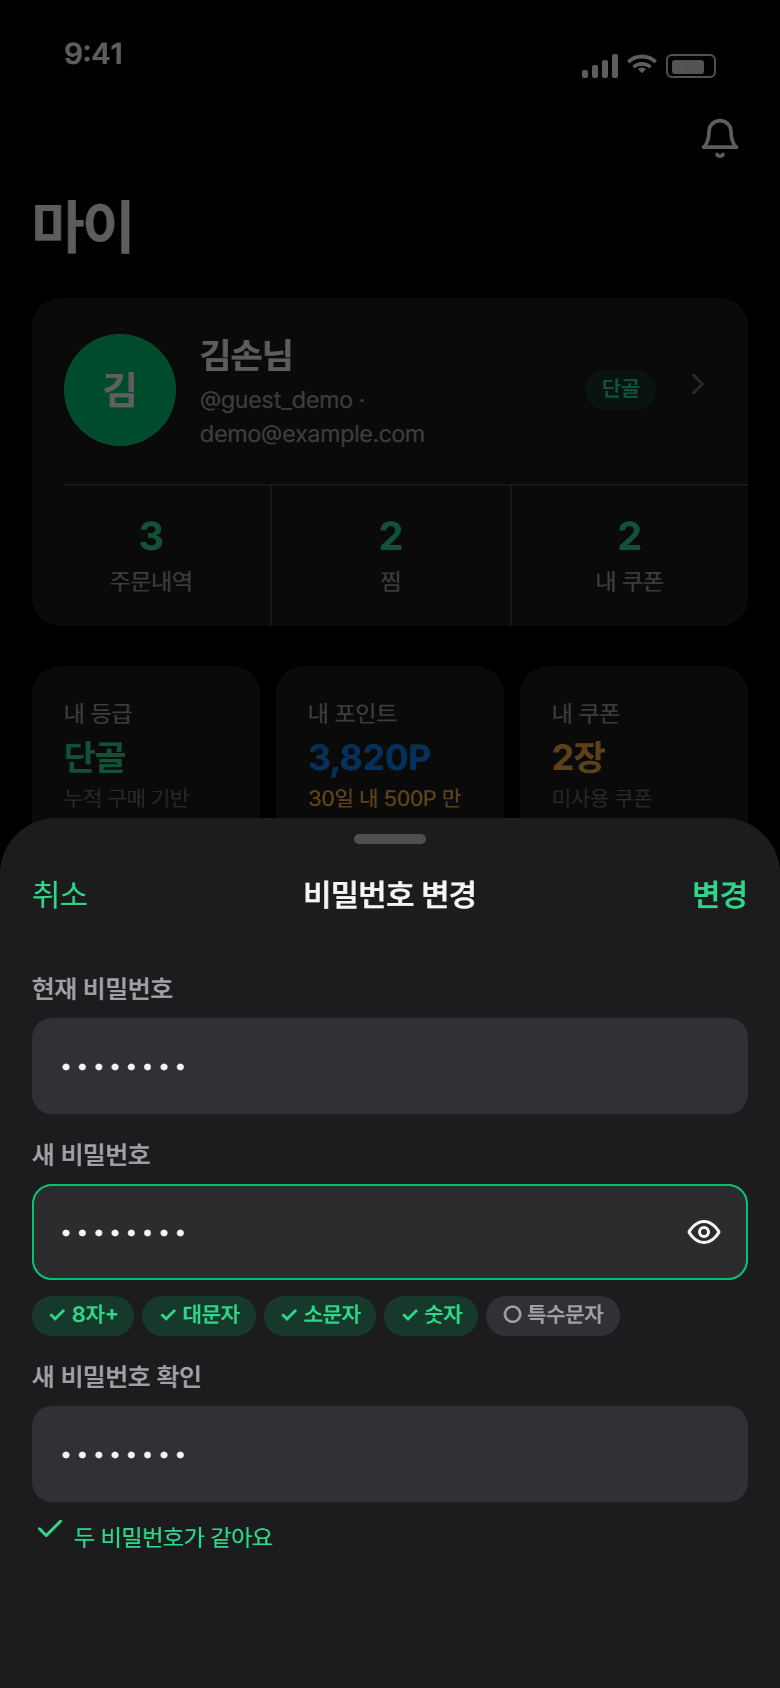 9:41
마이
김
김손님
@guest_demo ·
demo@example.com
단골
3
주문내역
2
찜
2
내 쿠폰
내 등급
단골
누적 구매 기반
내 포인트
3,820P
30일 내 500P 만
내 쿠폰
2장
미사용 쿠폰
취소
비밀번호 변경
변경
현재 비밀번호
••••••••
새 비밀번호
••••••••
8자+
대문자
소문자
숫자
특수문자
새 비밀번호 확인
••••••••
두 비밀번호가 같아요